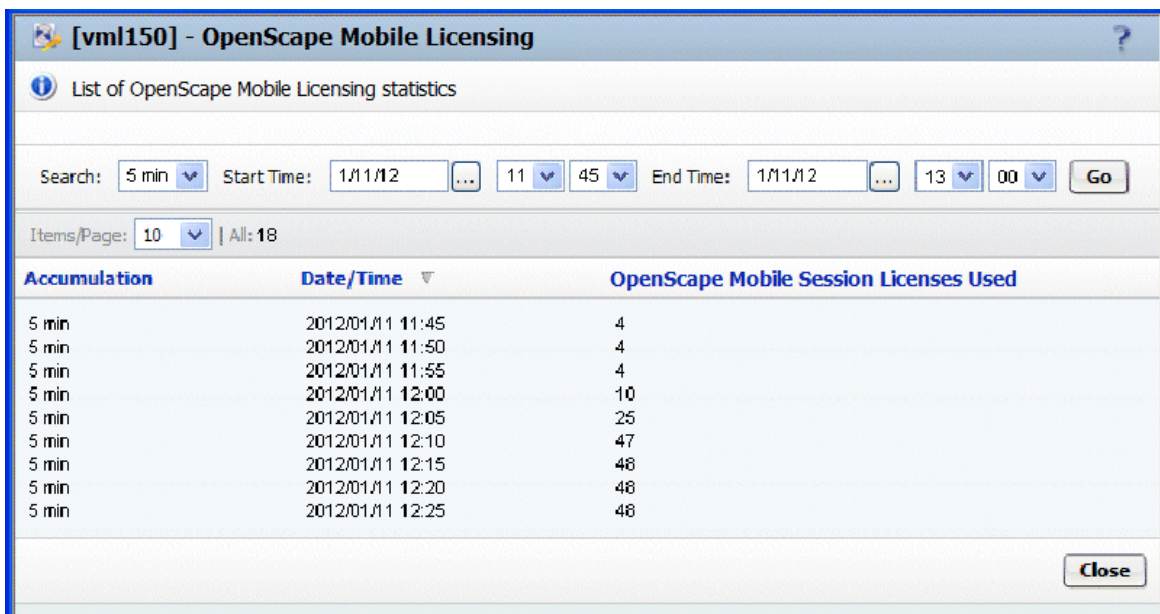 [vml150] - OpenScape Mobile Licensing ?
i List of OpenScape Mobile Licensing statistics
Search: 5 min Start Time: 1/11/12 ... 11 45 End Time: 1/11/12 ... 13 00 Go
Items/Page: 10 | All: 18
Accumulation Date/Time OpenScape Mobile Session Licenses Used
5 min 2012/01/11 11:45 4
5 min 2012/01/11 11:50 4
5 min 2012/01/11 11:55 4
5 min 2012/01/11 12:00 10
5 min 2012/01/11 12:05 25
5 min 2012/01/11 12:10 47
5 min 2012/01/11 12:15 48
5 min 2012/01/11 12:20 48
5 min 2012/01/11 12:25 48
Close